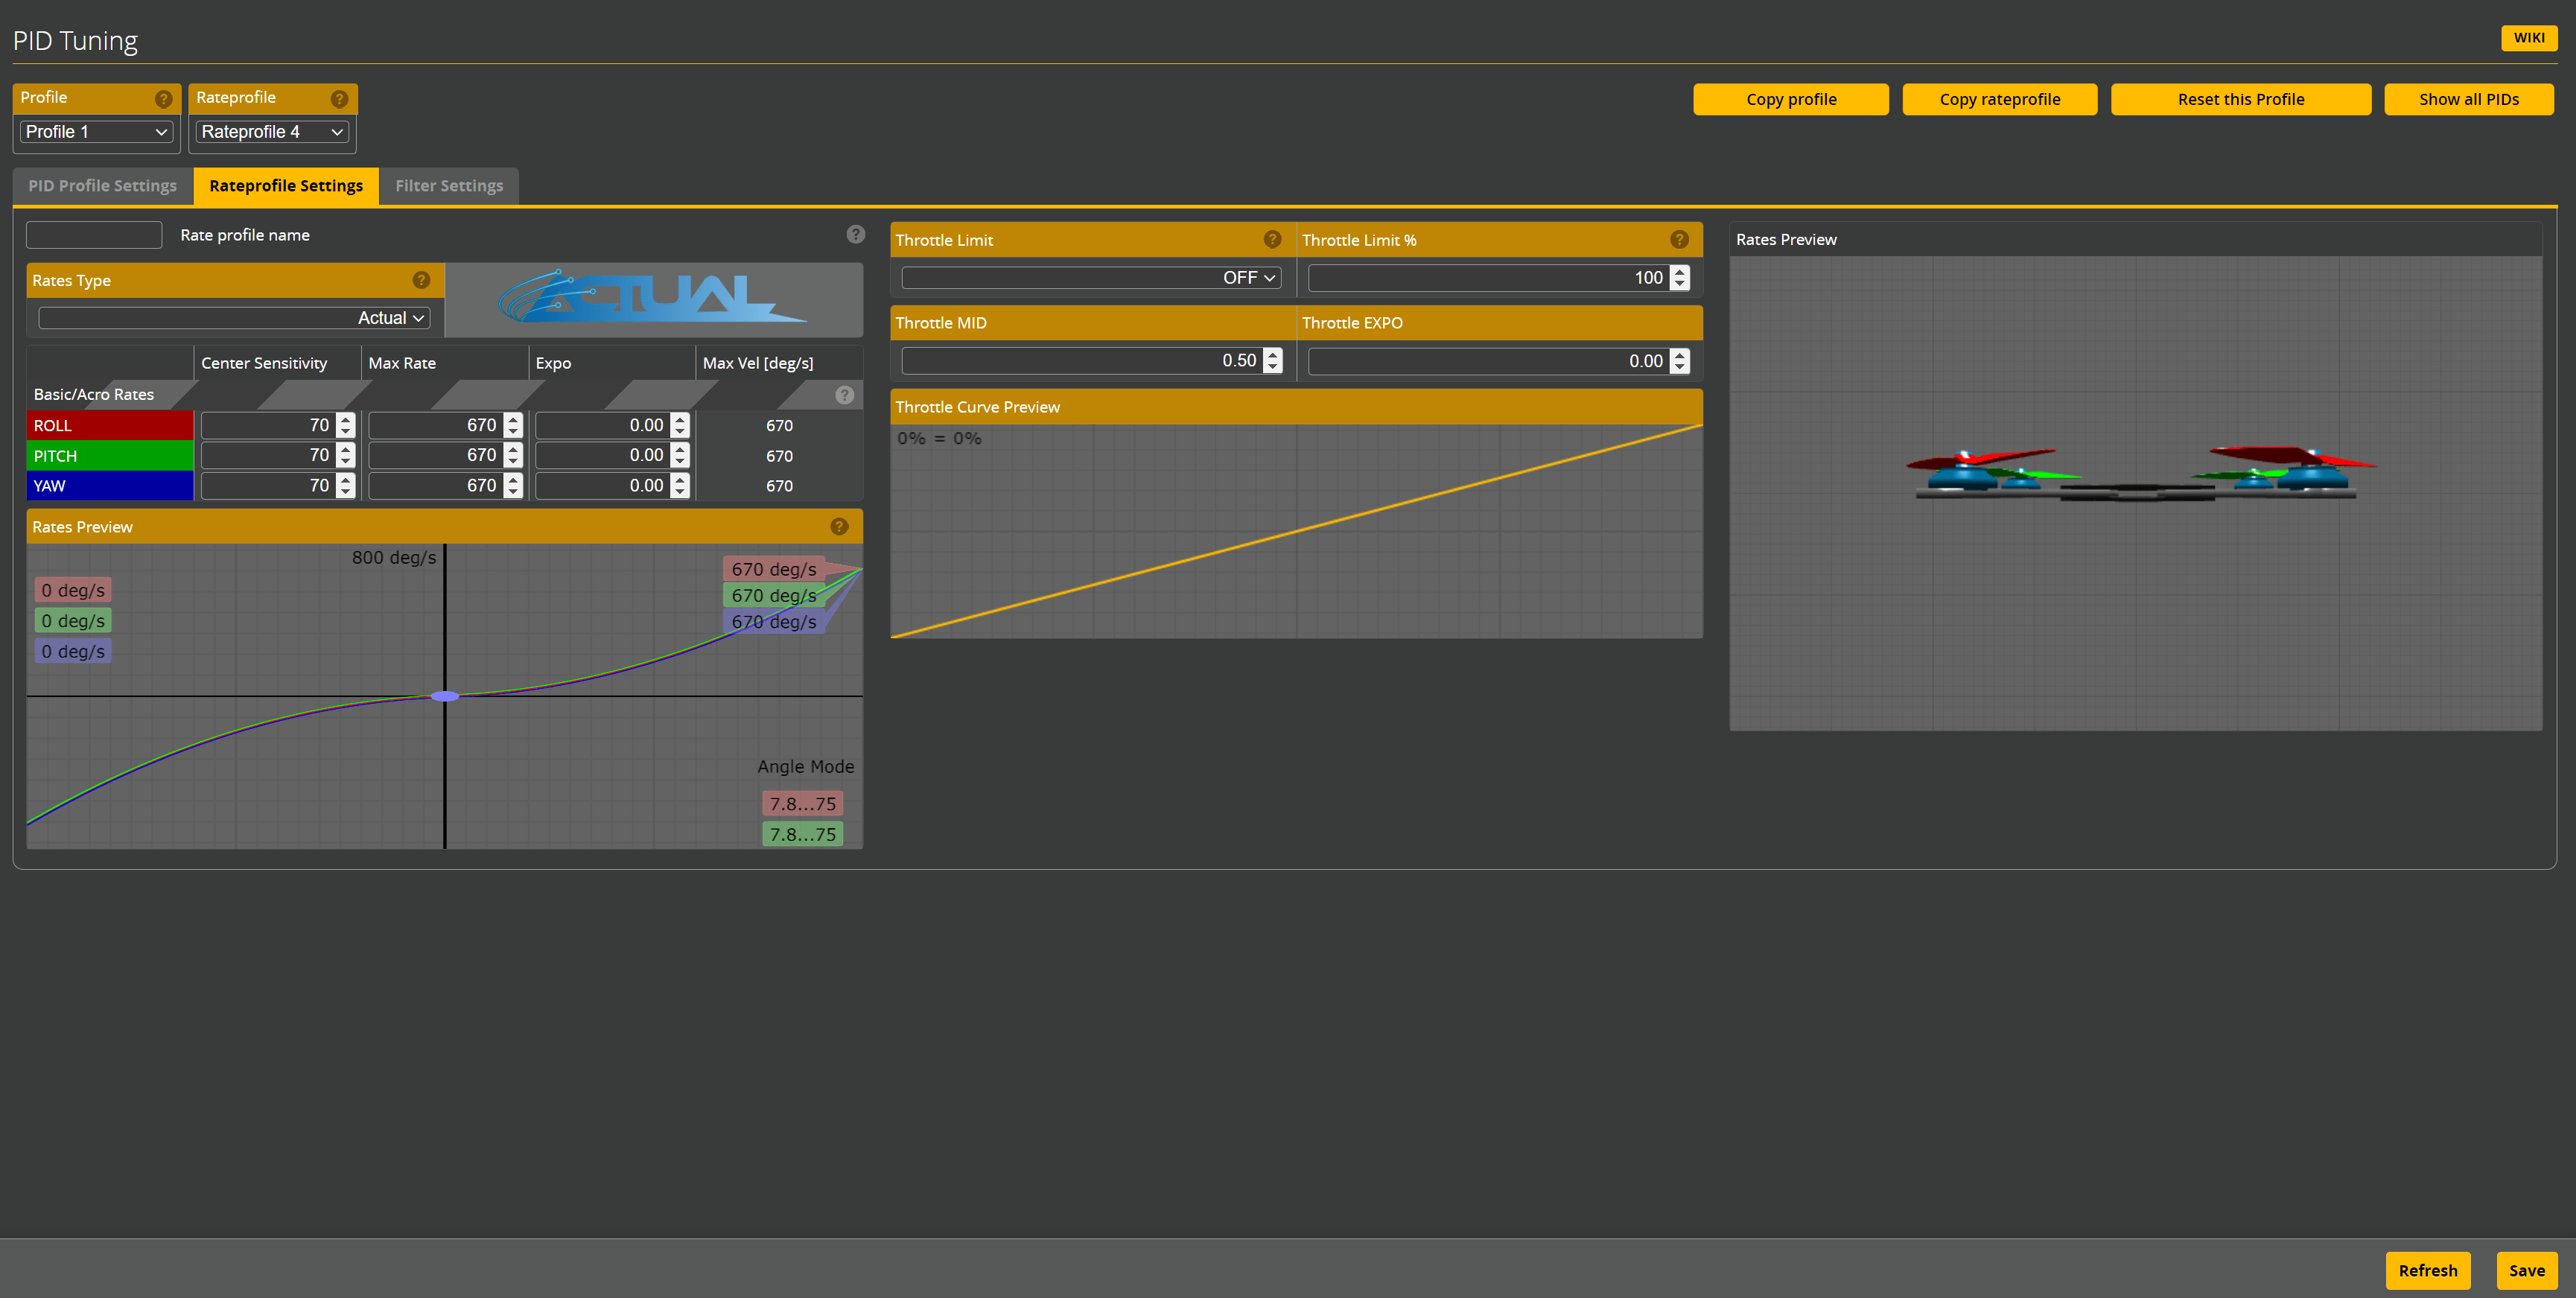 PID Tuning
WIKI
Profile ?
Rateprofile ?
Profile 1
Rateprofile 4
Copy profile
Copy rateprofile
Reset this Profile
Show all PIDs
PID Profile Settings
Rateprofile Settings
Filter Settings
Rate profile name ?
Rates Type ?
ACTUAL
Actual
Center Sensitivity Max Rate Expo Max Vel [deg/s]
Basic/Acro Rates ?
ROLL 70 670 0.00 670
PITCH 70 670 0.00 670
YAW 70 670 0.00 670
Rates Preview ?
800 deg/s
670 deg/s
670 deg/s
670 deg/s
0 deg/s
0 deg/s
0 deg/s
Angle Mode
7.8...75
7.8...75
Throttle Limit ?
Throttle Limit % ?
OFF
100
Throttle MID
Throttle EXPO
0.50
0.00
Throttle Curve Preview
0% = 0%
Rates Preview
Refresh
Save